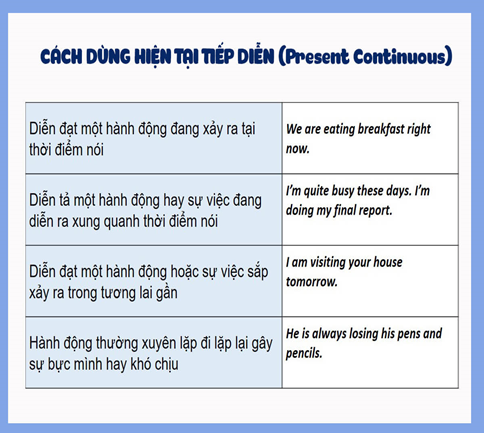 CÁCH DÙNG HIỆN TẠI TIẾP DIỄN (Present Continuous)
Diễn đạt một hành động đang xảy ra tại
thời điểm nói
We are eating breakfast right
now.
Diễn tả một hành động hay sự việc đang
diễn ra xung quanh thời điểm nói
I'm quite busy these days. I'm
doing my final report.
Diễn đạt một hành động hoặc sự việc sắp
xảy ra trong tương lai gần
I am visiting your house
tomorrow.
Hành động thường xuyên lặp đi lặp lại gây
sự bực mình hay khó chịu
He is always losing his pens and
pencils.